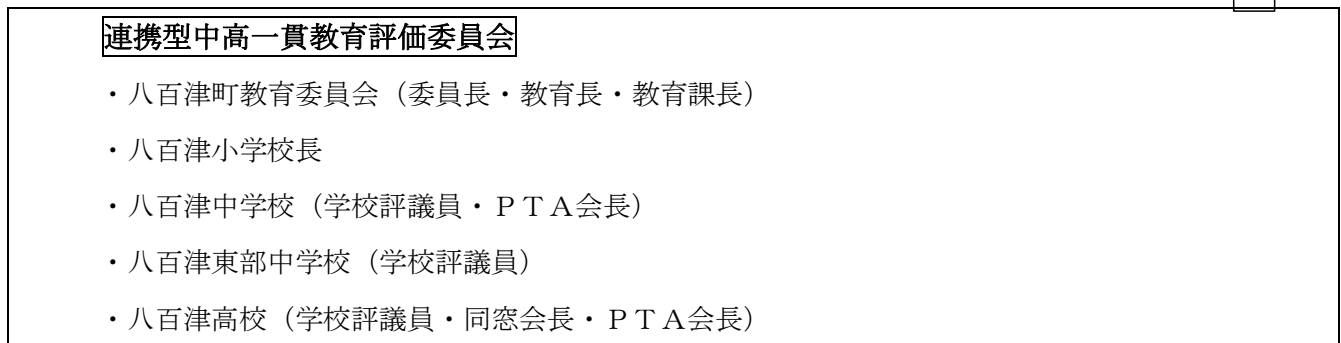 連携型中高一貫教育評価委員会
・八百津町教育委員会（委員長・教育長・教育課長）
・八百津小学校長
・八百津中学校（学校評議員・ＰＴＡ会長）
・八百津東部中学校（学校評議員）
・八百津高校（学校評議員・同窓会長・ＰＴＡ会長）